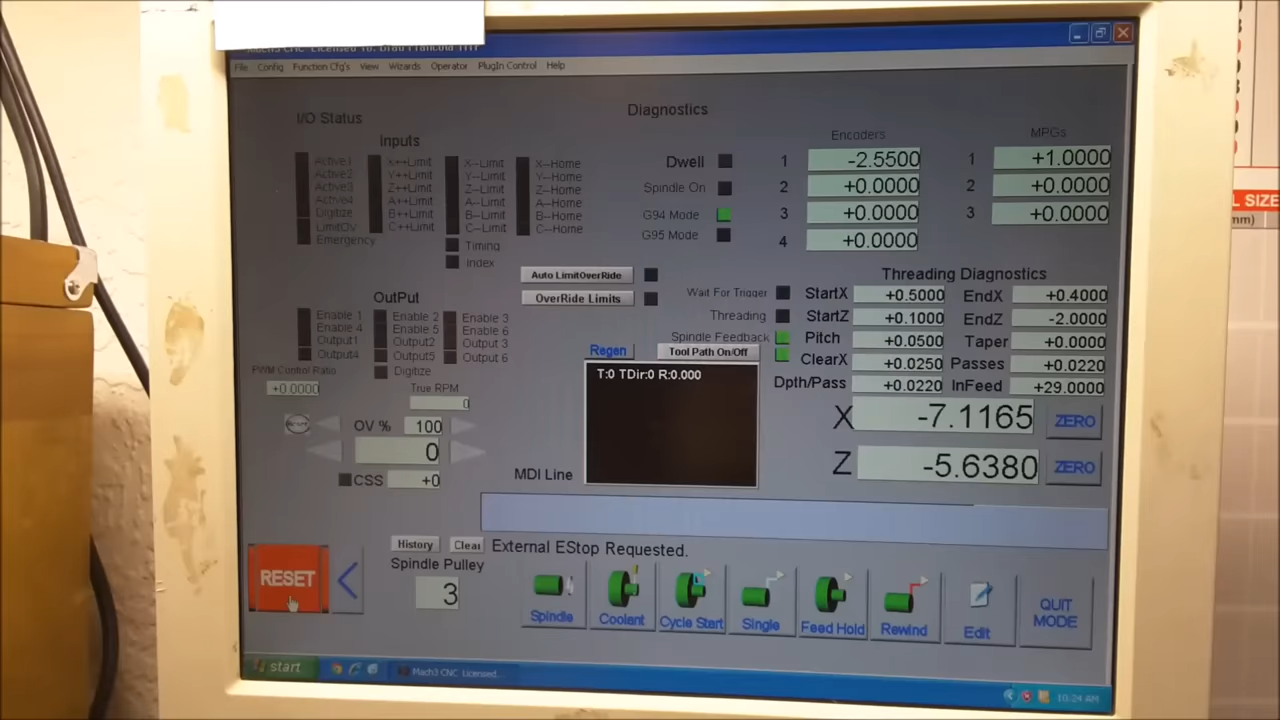 File Config Function Cfg's View Wizards Operator PlugIn Control Help
I/O Status
Diagnostics
Inputs
Encoders
MPGs
Active1 X++Limit X--Limit X--Home
Active2 Y++Limit Y--Limit Y--Home
Active3 Z++Limit Z--Limit Z--Home
Active4 A++Limit A--Limit A--Home
Digitize B++Limit B--Limit B--Home
LimitOV C++Limit C--Limit C--Home
Emergency
Timing
Index
Dwell
Spindle On
G94 Mode
G95 Mode
1 -2.5500
2 +0.0000
3 +0.0000
4 +0.0000
1 +1.0000
2 +0.0000
3 +0.0000
L SIZE
mm)
Auto LimitOverRide
OverRide Limits
OutPut
Enable 1 Enable 2 Enable 3
Enable 4 Enable 5 Enable 6
Output1 Output2 Output 3
Output4 Output5 Output 6
Digitize
Threading Diagnostics
Wait For Trigger
Threading
Spindle Feedback
StartX +0.5000 EndX +0.4000
StartZ +0.1000 EndZ -2.0000
Pitch +0.0500 Taper +0.0000
ClearX +0.0250 Passes +0.0220
Dpth/Pass +0.0220 InFeed +29.0000
PWM Control Ratio
+0.0000
True RPM
0
Regen
Tool Path On/Off
T:0 TDir:0 R:0.000
Reset
OV % 100
0
CSS +0
X -7.1165 ZERO
Z -5.6380 ZERO
MDI Line
History Clear External EStop Requested.
Spindle Pulley
3
RESET
Spindle
Coolant
Cycle Start
Single
Feed Hold
Rewind
Edit
QUIT
MODE
start
Mach3 CNC Licensed...
10:24 AM